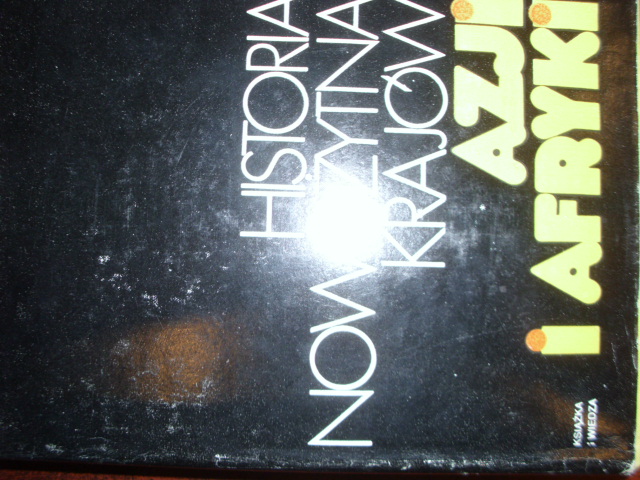 HISTORIA
NOWOŻYTNA
KRAJÓW
AZJI
I AFRYKI
KSIĄŻKA
I WIEDZA